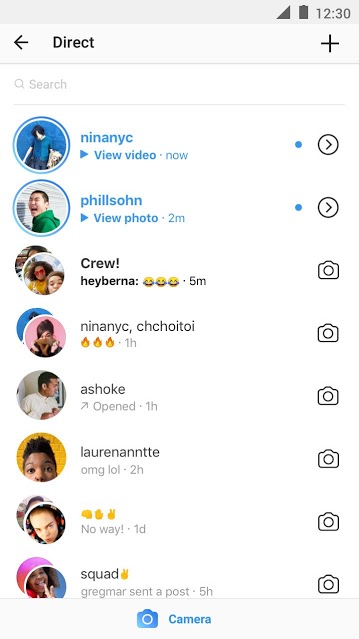 12:30
Direct
Search
ninanyc
View video · now
phillsohn
View photo · 2m
Crew!
heyberna: 😂😂😂 · 5m
ninanyc, chchoitoi
🔥🔥🔥 · 1h
ashoke
Opened · 1h
laurenanntte
omg lol · 2h
👊✋✌
No way! · 1d
squad✌
gregmar sent a post · 5h
Camera